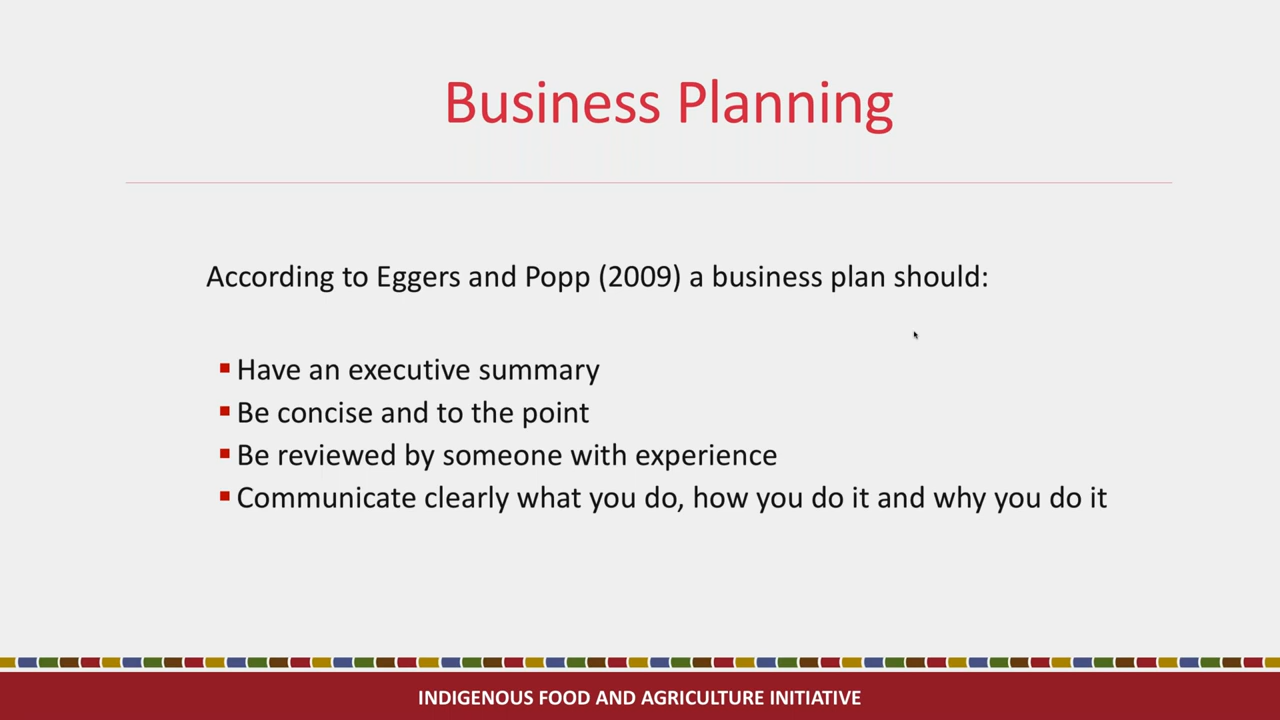 Business Planning
According to Eggers and Popp (2009) a business plan should:
Have an executive summary
Be concise and to the point
Be reviewed by someone with experience
Communicate clearly what you do, how you do it and why you do it
INDIGENOUS FOOD AND AGRICULTURE INITIATIVE